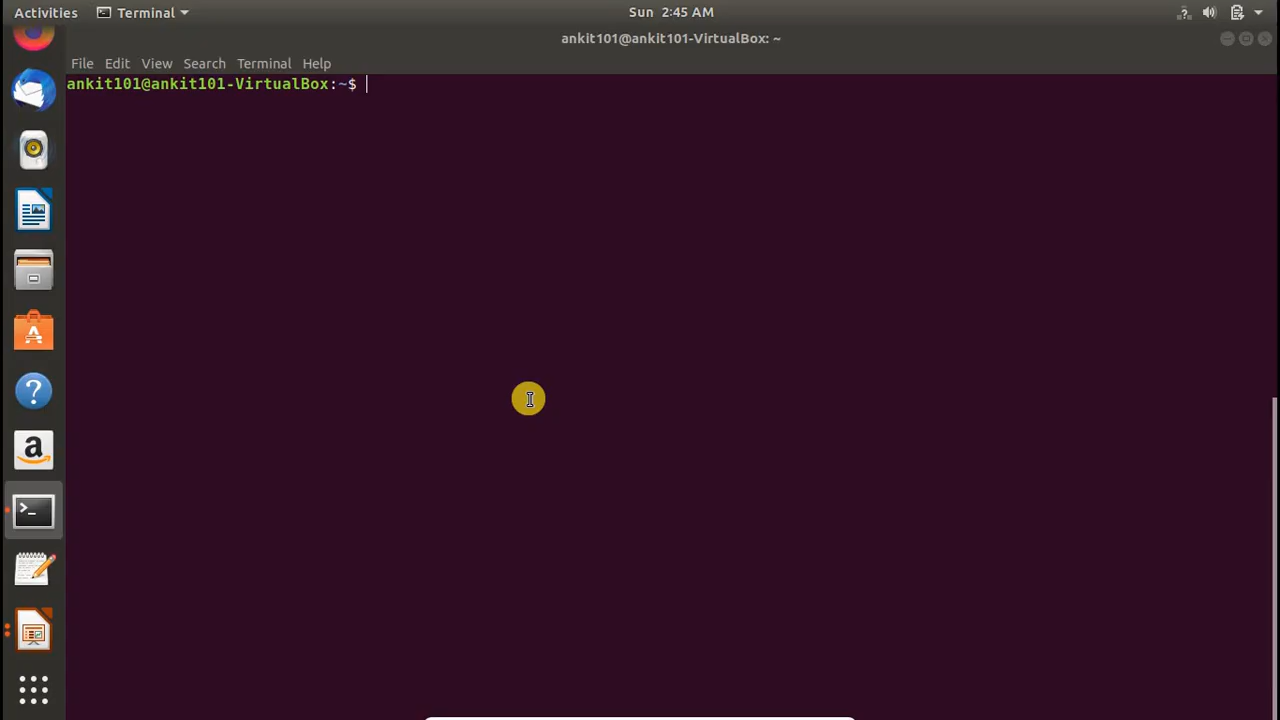 Activities Terminal Sun 2:45 AM
ankit101@ankit101-VirtualBox: ~
File Edit View Search Terminal Help
ankit101@ankit101-VirtualBox:~$